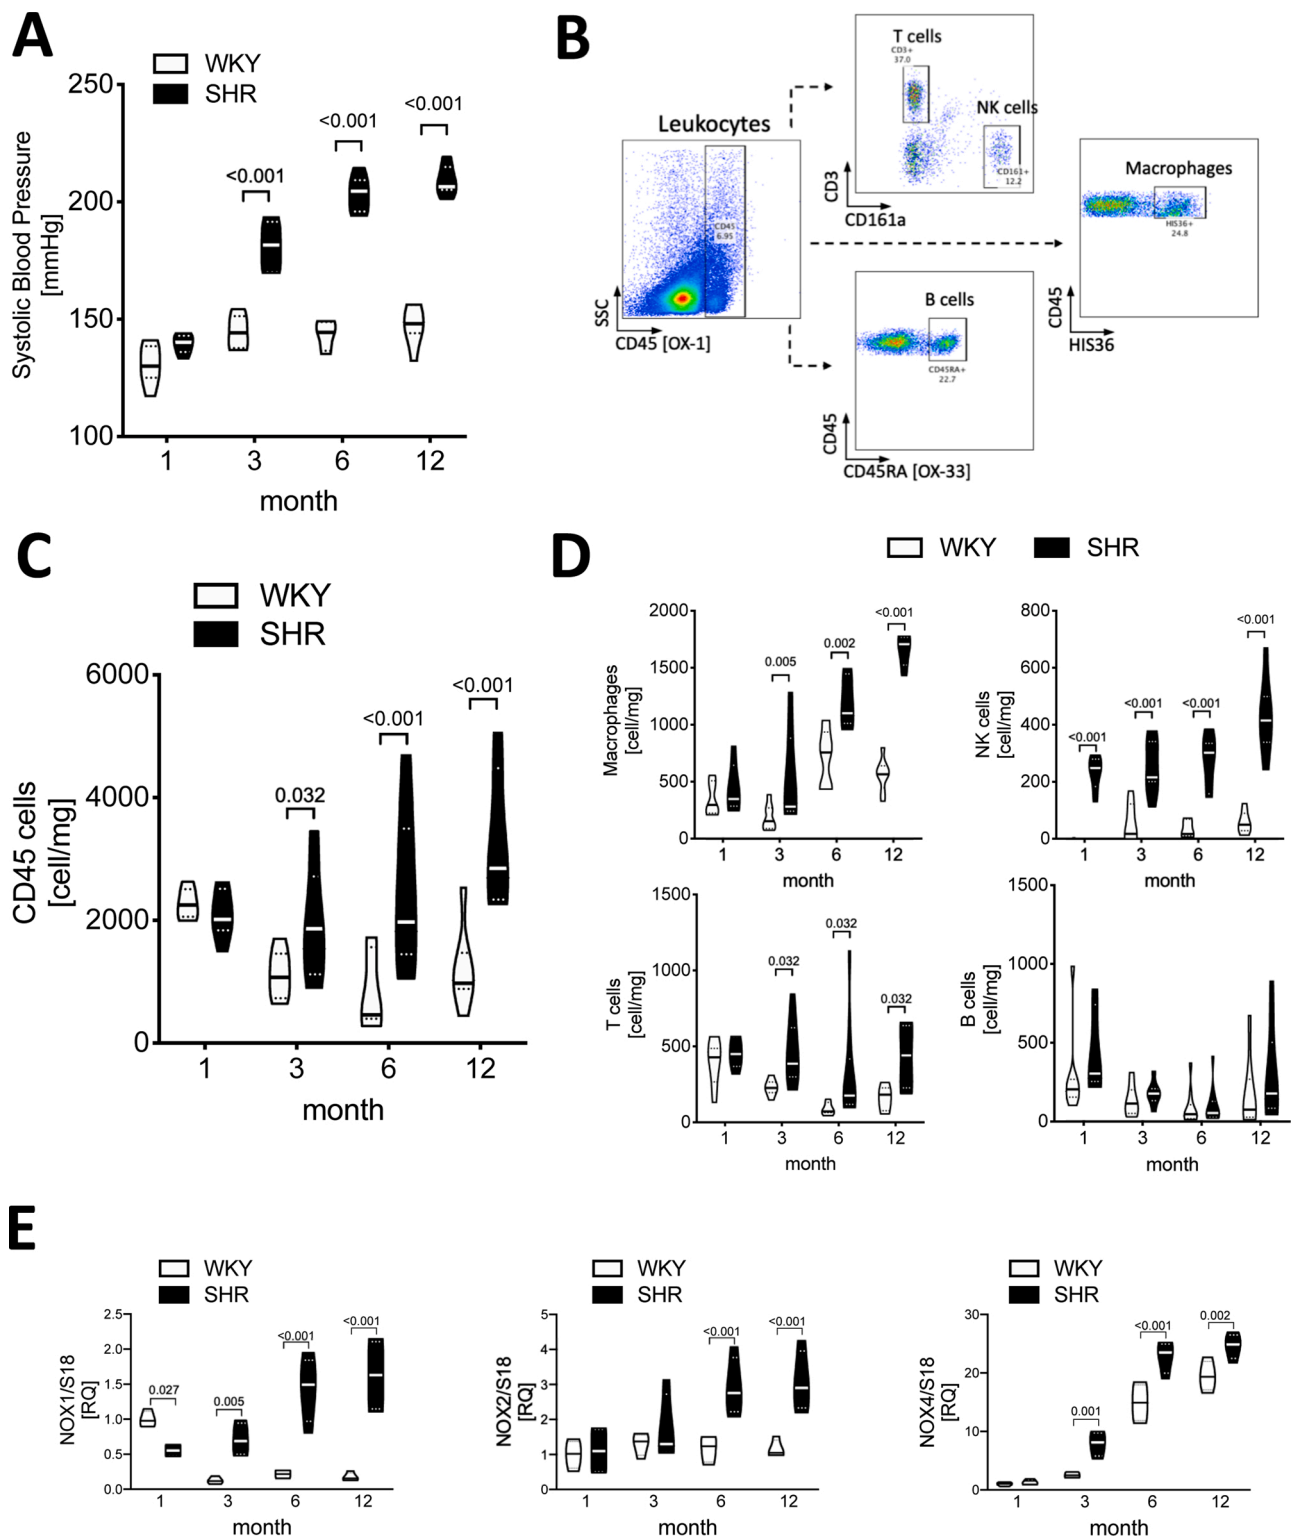 A
WKY
SHR
250
200
150
100
Systolic Blood Pressure
[mmHg]
<0.001
<0.001
<0.001
1
3
6
12
month
B
Leukocytes
CD45
6.95
SSC
CD45 [OX-1]
T cells
CD3+
37.0
NK cells
CD161+
12.2
CD3
CD161a
Macrophages
HIS36+
24.8
CD45
HIS36
B cells
CD45RA+
22.7
CD45
CD45RA [OX-33]
C
WKY
SHR
6000
4000
2000
0
CD45 cells
[cell/mg]
0.032
<0.001
<0.001
1
3
6
12
month
D
WKY
SHR
2000
1500
1000
500
0
Macrophages
[cell/mg]
0.005
0.002
<0.001
1
3
6
12
month
800
600
400
200
0
NK cells
[cell/mg]
<0.001
<0.001
<0.001
<0.001
1
3
6
12
month
1500
1000
500
0
T cells
[cell/mg]
0.032
0.032
0.032
1
3
6
12
month
1500
1000
500
0
B cells
[cell/mg]
1
3
6
12
month
E
WKY
SHR
2.5
2.0
1.5
1.0
0.5
0.0
NOX1/S18
[RQ]
0.027
0.005
<0.001
<0.001
1
3
6
12
month
WKY
SHR
5
4
3
2
1
0
NOX2/S18
[RQ]
<0.001
<0.001
1
3
6
12
month
WKY
SHR
30
20
10
0
NOX4/S18
[RQ]
0.001
<0.001
0.002
1
3
6
12
month